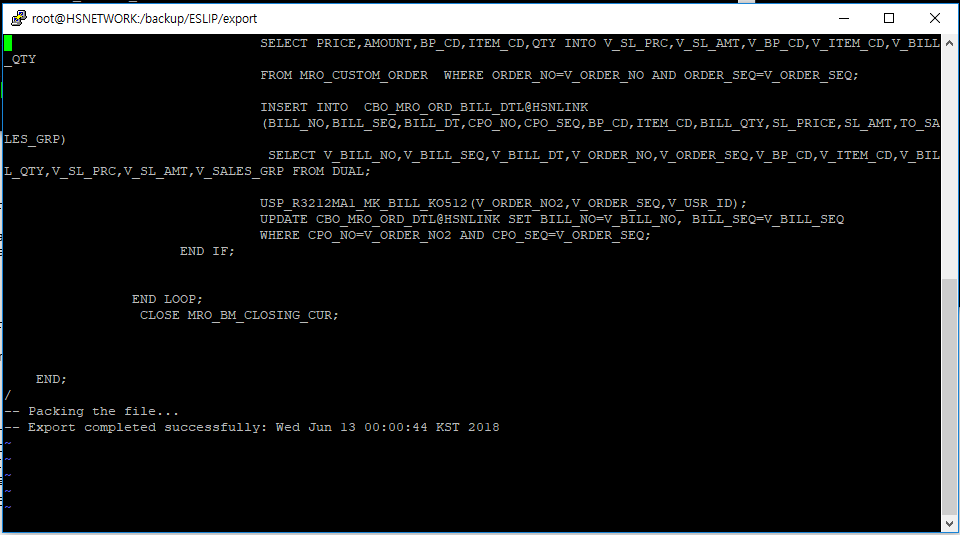 root@HSNETWORK:/backup/ESLIP/export
SELECT PRICE,AMOUNT,BP_CD,ITEM_CD,QTY INTO V_SL_PRC,V_SL_AMT,V_BP_CD,V_ITEM_CD,V_BILL
_QTY
FROM MRO_CUSTOM_ORDER  WHERE ORDER_NO=V_ORDER_NO AND ORDER_SEQ=V_ORDER_SEQ;
INSERT INTO  CBO_MRO_ORD_BILL_DTL@HSNLINK
(BILL_NO,BILL_SEQ,BILL_DT,CPO_NO,CPO_SEQ,BP_CD,ITEM_CD,BILL_QTY,SL_PRICE,SL_AMT,TO_SA
LES_GRP)
SELECT V_BILL_NO,V_BILL_SEQ,V_BILL_DT,V_ORDER_NO,V_ORDER_SEQ,V_BP_CD,V_ITEM_CD,V_BIL
L_QTY,V_SL_PRC,V_SL_AMT,V_SALES_GRP FROM DUAL;
USP_R3212MA1_MK_BILL_KO512(V_ORDER_NO2,V_ORDER_SEQ,V_USR_ID);
UPDATE CBO_MRO_ORD_DTL@HSNLINK SET BILL_NO=V_BILL_NO, BILL_SEQ=V_BILL_SEQ
WHERE CPO_NO=V_ORDER_NO2 AND CPO_SEQ=V_ORDER_SEQ;
END IF;
END LOOP;
CLOSE MRO_BM_CLOSING_CUR;
END;
/
-- Packing the file...
-- Export completed successfully: Wed Jun 13 00:00:44 KST 2018
~
~
~
~
~